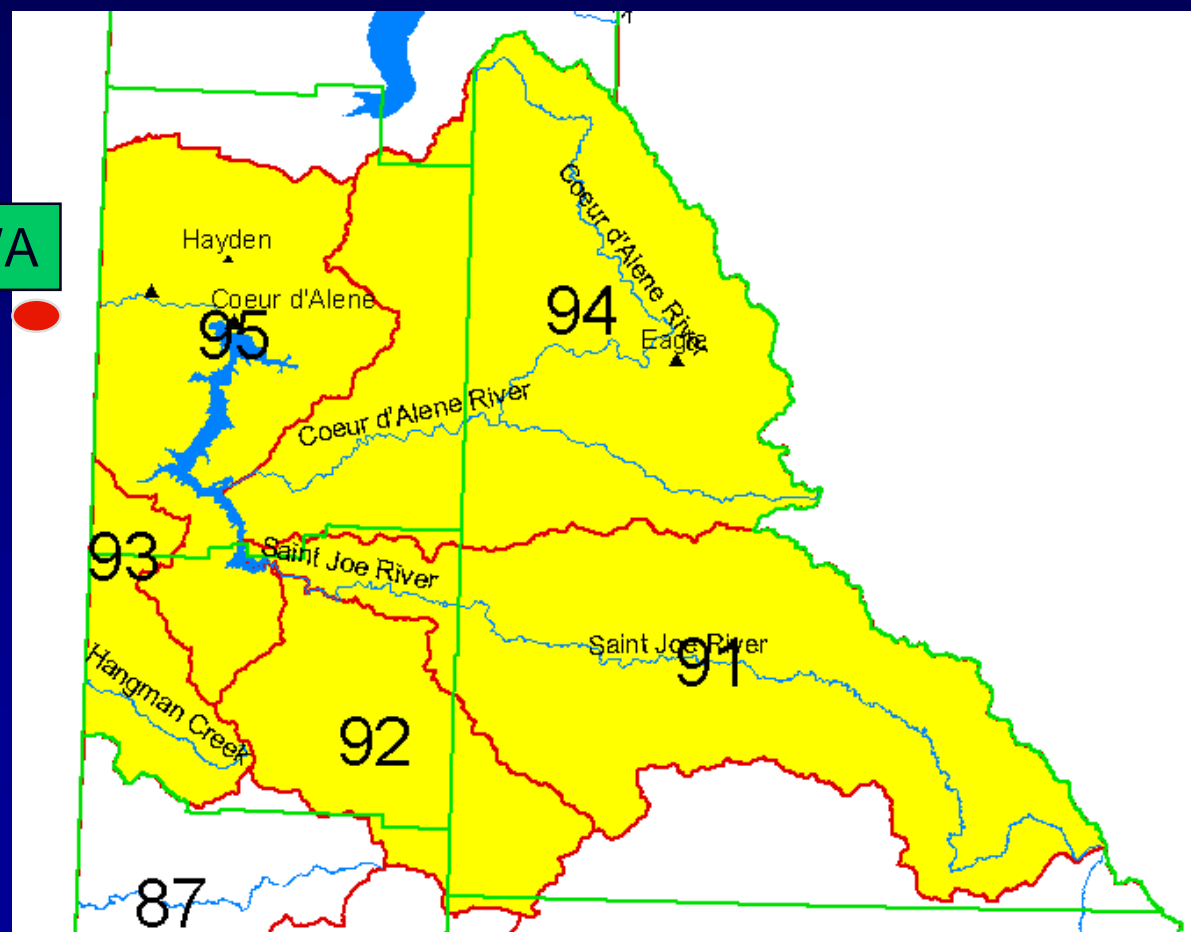 Hayden
Coeur d'Alene
95
94
Coeur d'Alene River
Eagle
Coeur d'Alene River
93
Saint Joe River
Saint Joe River
91
Hangman Creek
92
87